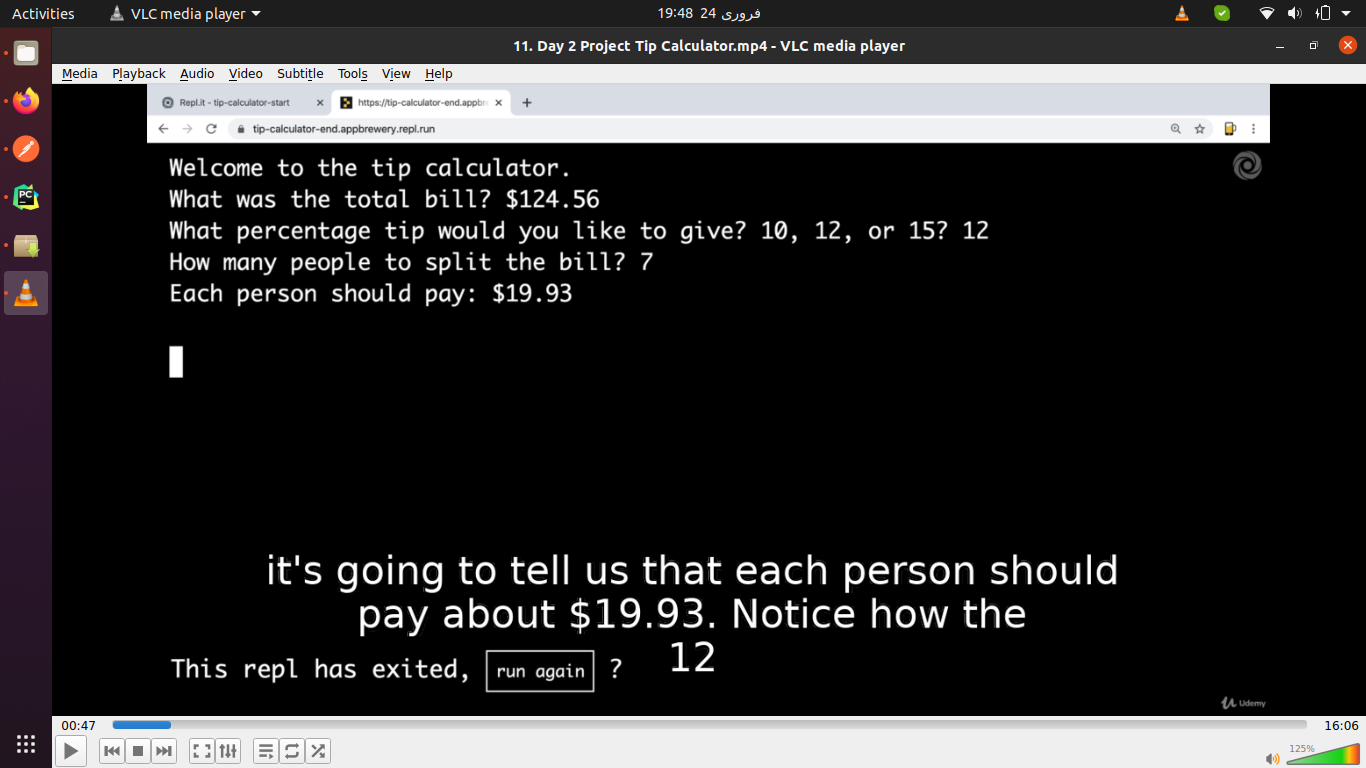 Activities
VLC media player
19:48 24 فروری
11. Day 2 Project Tip Calculator.mp4 - VLC media player
Media Playback Audio Video Subtitle Tools View Help
Repl.it - tip-calculator-start
https://tip-calculator-end.appbre
tip-calculator-end.appbrewery.repl.run
Welcome to the tip calculator.
What was the total bill? $124.56
What percentage tip would you like to give? 10, 12, or 15? 12
How many people to split the bill? 7
Each person should pay: $19.93
it's going to tell us that each person should
pay about $19.93. Notice how the
12
This repl has exited, run again ?
Udemy
00:47
16:06
125%
PC